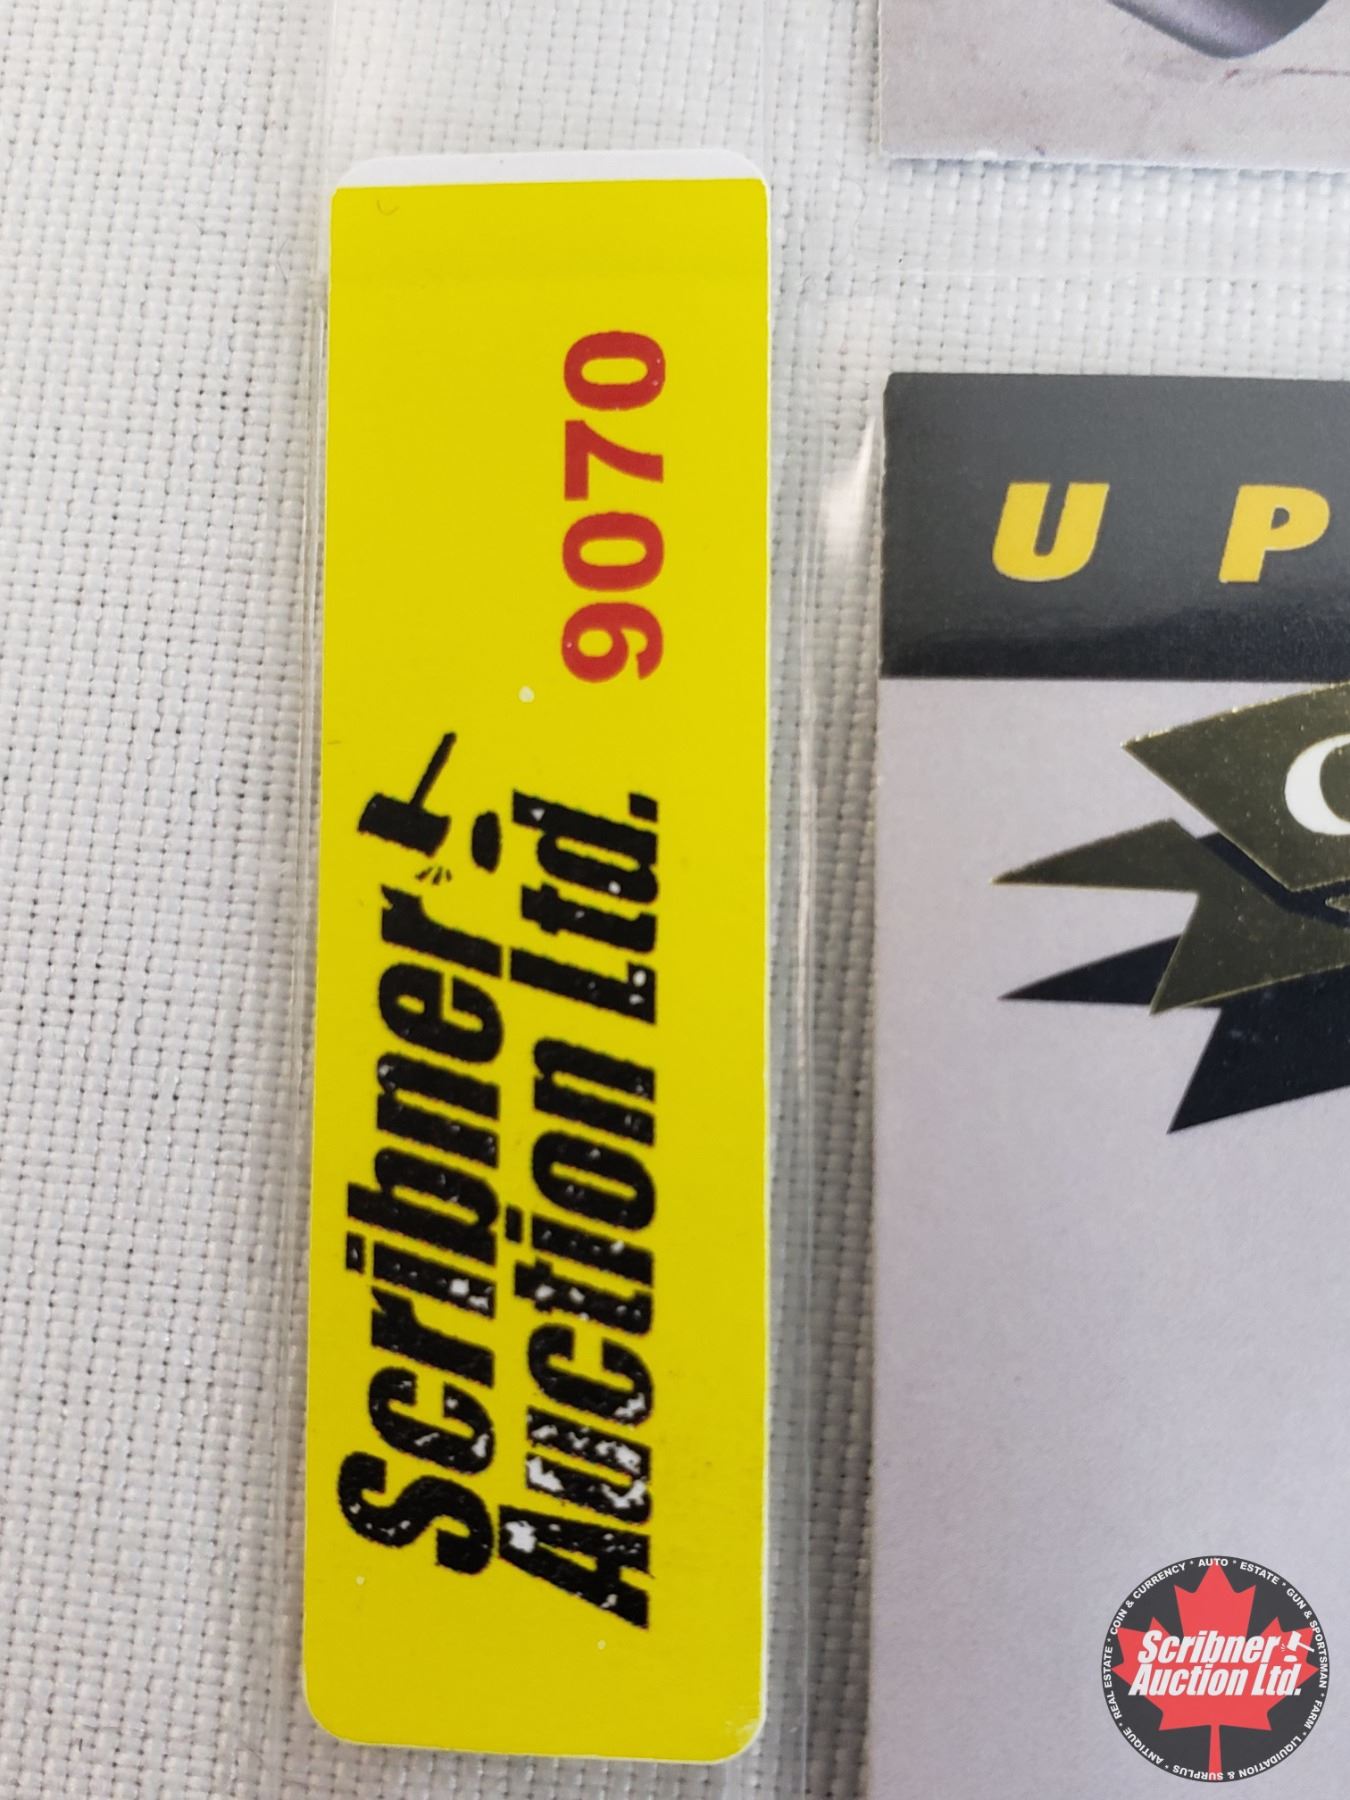 Scribner
Auction Ltd.
9070
U P
C
Scribner
Auction Ltd.
COIN & CURRENCY * AUTO * ESTATE * GUN & SPORTSMAN * FARM * LIQUIDATION & SURPLUS * ANTIQUE * REAL ESTATE *